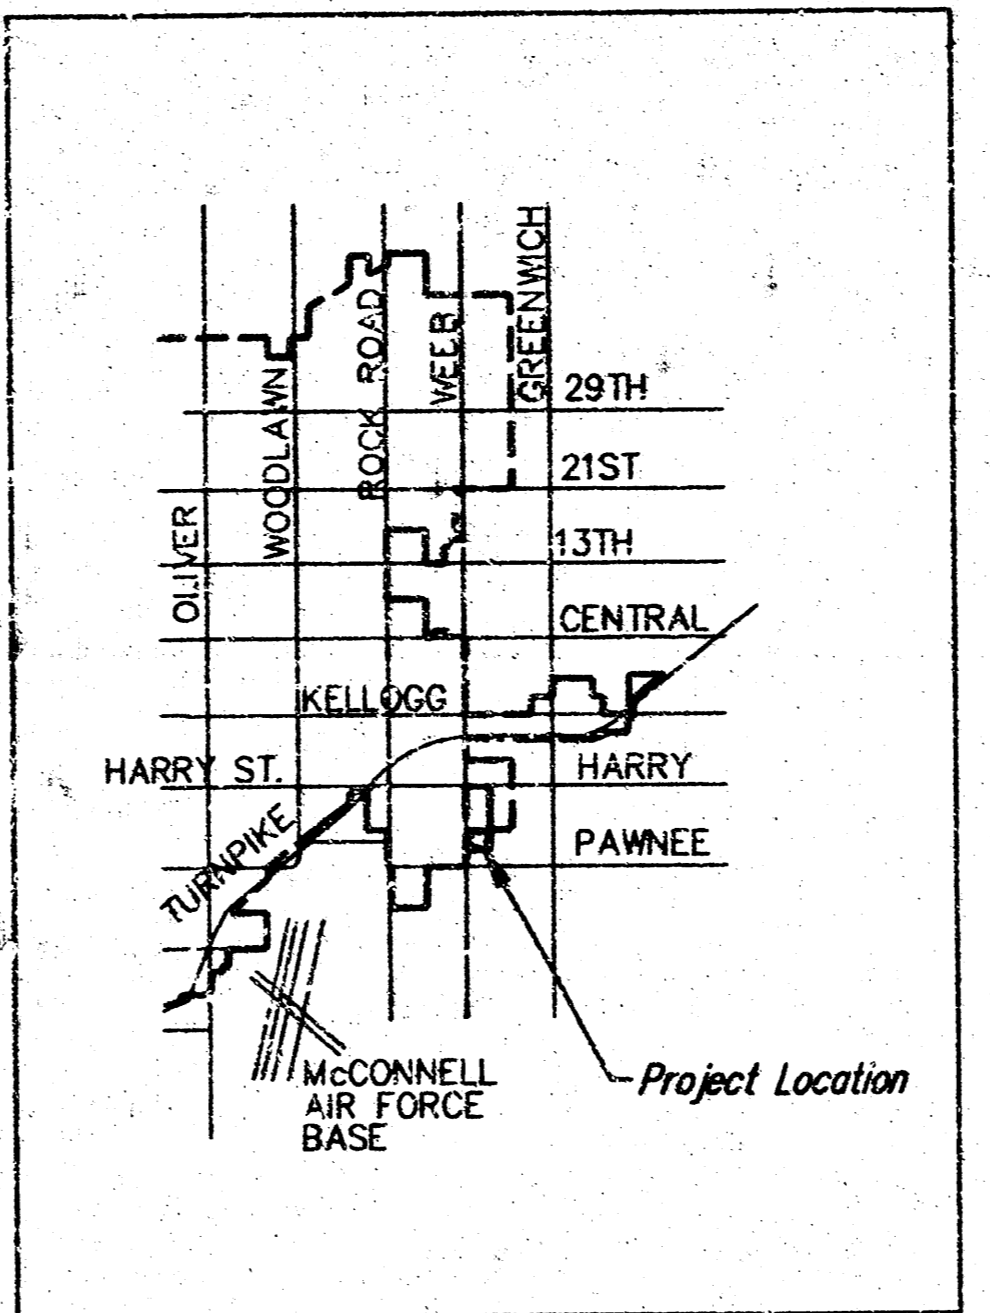 GREENWICH
WEBB
ROCK ROAD
WOODLAWN
OLIVER
29TH
21ST
13TH
CENTRAL
KELLOGG
HARRY ST.
HARRY
TURNPIKE
PAWNEE
McCONNELL
AIR FORCE
BASE
Project Location